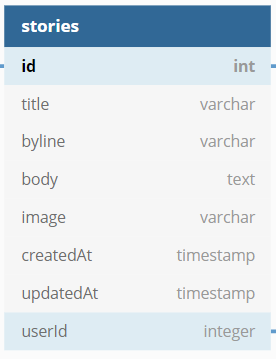 stories
id int
title varchar
byline varchar
body text
image varchar
createdAt timestamp
updatedAt timestamp
userId integer